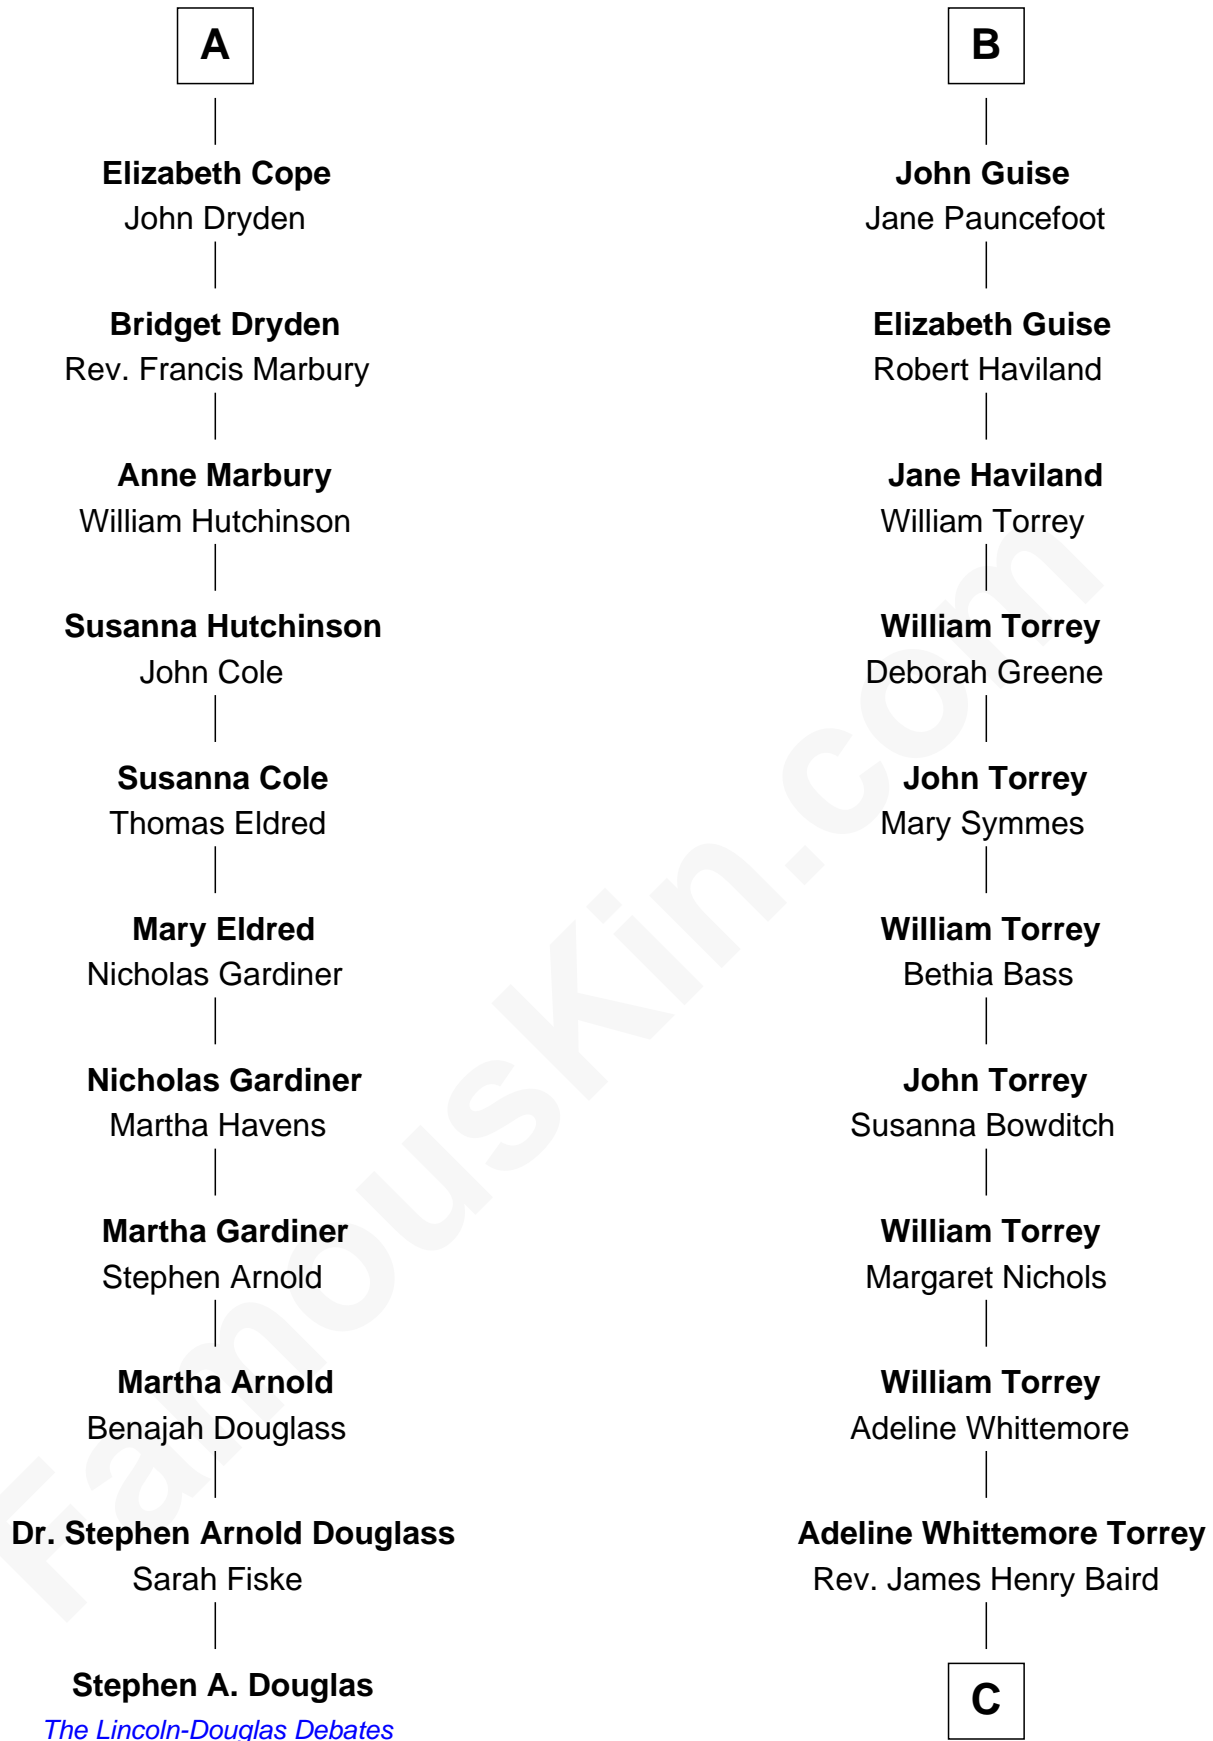 A
Elizabeth Cope
John Dryden
Bridget Dryden
Rev. Francis Marbury
Anne Marbury
William Hutchinson
Susanna Hutchinson
John Cole
Susanna Cole
Thomas Eldred
Mary Eldred
Nicholas Gardiner
Nicholas Gardiner
Martha Havens
Martha Gardiner
Stephen Arnold
Martha Arnold
Benajah Douglass
Dr. Stephen Arnold Douglass
Sarah Fiske
Stephen A. Douglas
The Lincoln-Douglas Debates
B
John Guise
Jane Pauncefoot
Elizabeth Guise
Robert Haviland
Jane Haviland
William Torrey
William Torrey
Deborah Greene
John Torrey
Mary Symmes
William Torrey
Bethia Bass
John Torrey
Susanna Bowditch
William Torrey
Margaret Nichols
William Torrey
Adeline Whittemore
Adeline Whittemore Torrey
Rev. James Henry Baird
C
FamousKin.com